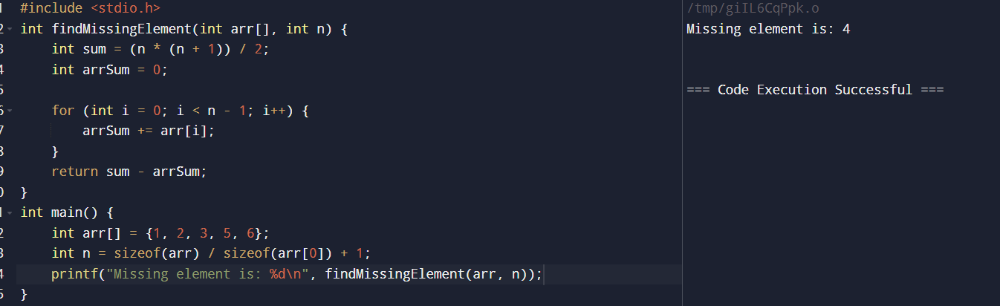 #include <stdio.h>
int findMissingElement(int arr[], int n) {
    int sum = (n * (n + 1)) / 2;
    int arrSum = 0;
    for (int i = 0; i < n - 1; i++) {
        arrSum += arr[i];
    }
    return sum - arrSum;
}
int main() {
    int arr[] = {1, 2, 3, 5, 6};
    int n = sizeof(arr) / sizeof(arr[0]) + 1;
    printf("Missing element is: %d\n", findMissingElement(arr, n));
}
/tmp/giIL6CqPpk.o
Missing element is: 4
=== Code Execution Successful ===